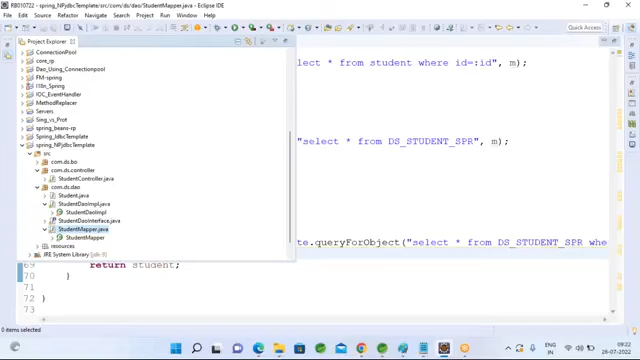 RB010722 - spring_NPjdbcTemplate/src/com/ds/dao/StudentMapper.java - Eclipse IDE
File Edit Source Refactor Navigate Search Project Run Window Help
Quick Access
Project Explorer
ConnectionPool
core_rp
Dao_Using_Connectionpool
FM-spring
I18n_Spring
IOC_EventHandler
MethodReplacer
Servers
Sing_vs_Prot
spring_beans-rp
Spring_JdbcTemplate
spring_NPjdbcTemplate
src
com.ds.bo
com.ds.controller
StudentController.java
com.ds.dao
Student.java
StudentDaoImpl.java
StudentDaoImpl
StudentDaoInterface.java
StudentMapper.java
StudentMapper
resources
JRE System Library
lect * from student where id=:id", m);
"select * from DS_STUDENT_SPR", m);
te.queryForObject("select * from DS_STUDENT_SPR whe
69 return student;
70 }
71
72 }
73
0 items selected
ENG
IN
09:22
26-07-2022